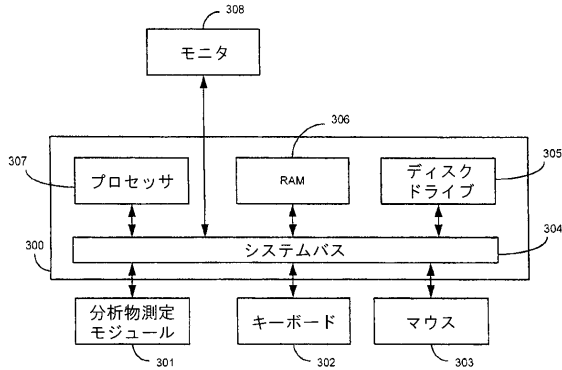 308
モニタ
306
307
305
プロセッサ
RAM
ディスク
ドライブ
304
システムバス
300
分析物測定
モジュール
キーボード
マウス
301
302
303